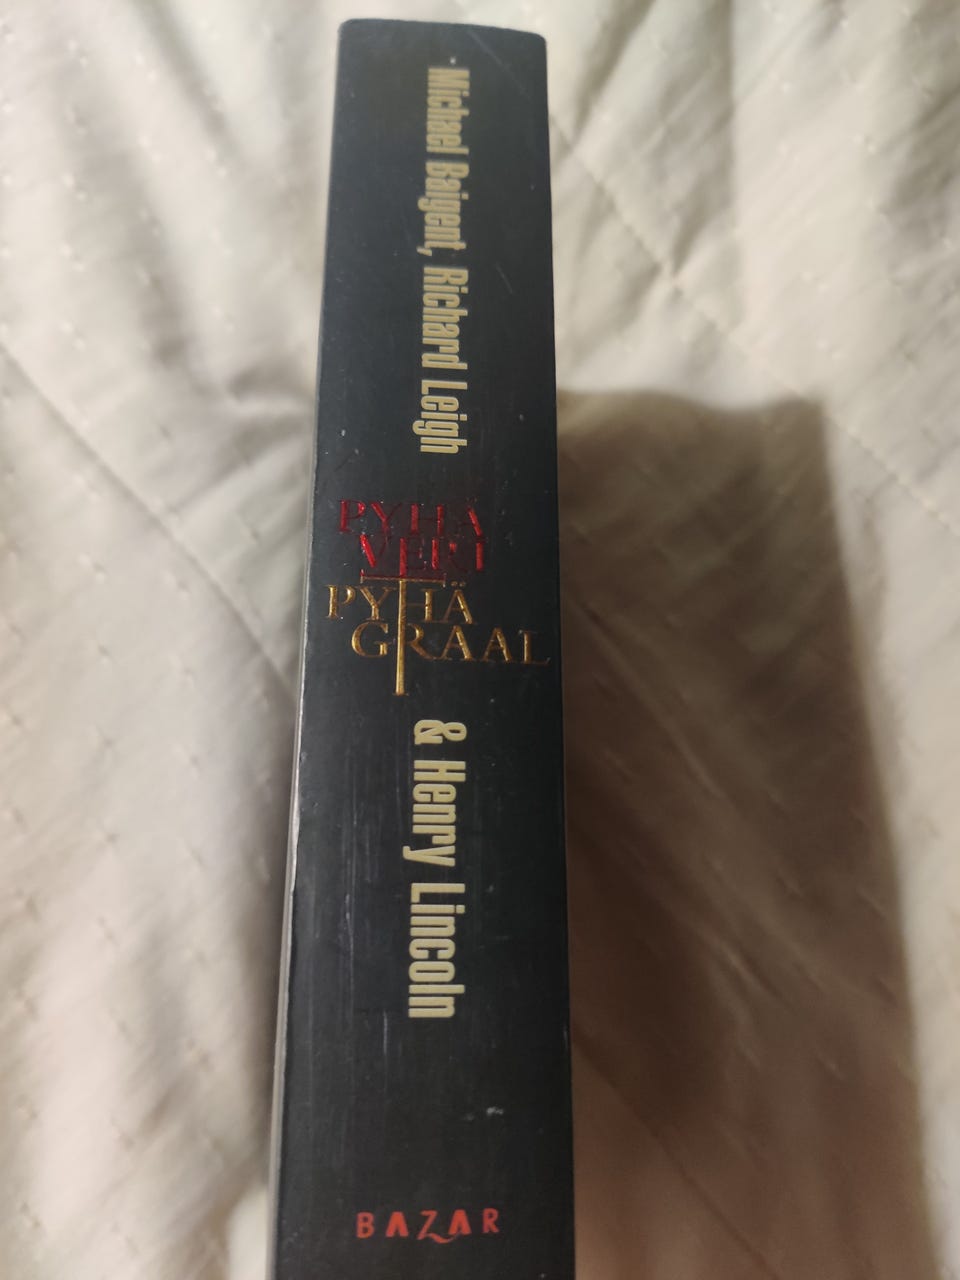 Michael Baigent, Richard Leigh
PYHÄ
VERI
PYHÄ
GRAAL
& Henry Lincoln
BAZAR